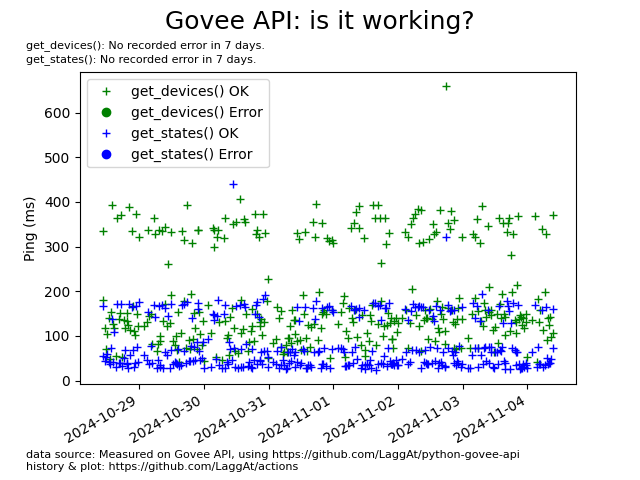 Govee API: is it working?
get_devices(): No recorded error in 7 days.
get_states(): No recorded error in 7 days.
get_devices() OK
get_devices() Error
get_states() OK
get_states() Error
Ping (ms)
600
500
400
300
200
100
0
2024-10-29
2024-10-30
2024-10-31
2024-11-01
2024-11-02
2024-11-03
2024-11-04
data source: Measured on Govee API, using https://github.com/LaggAt/python-govee-api
history & plot: https://github.com/LaggAt/actions